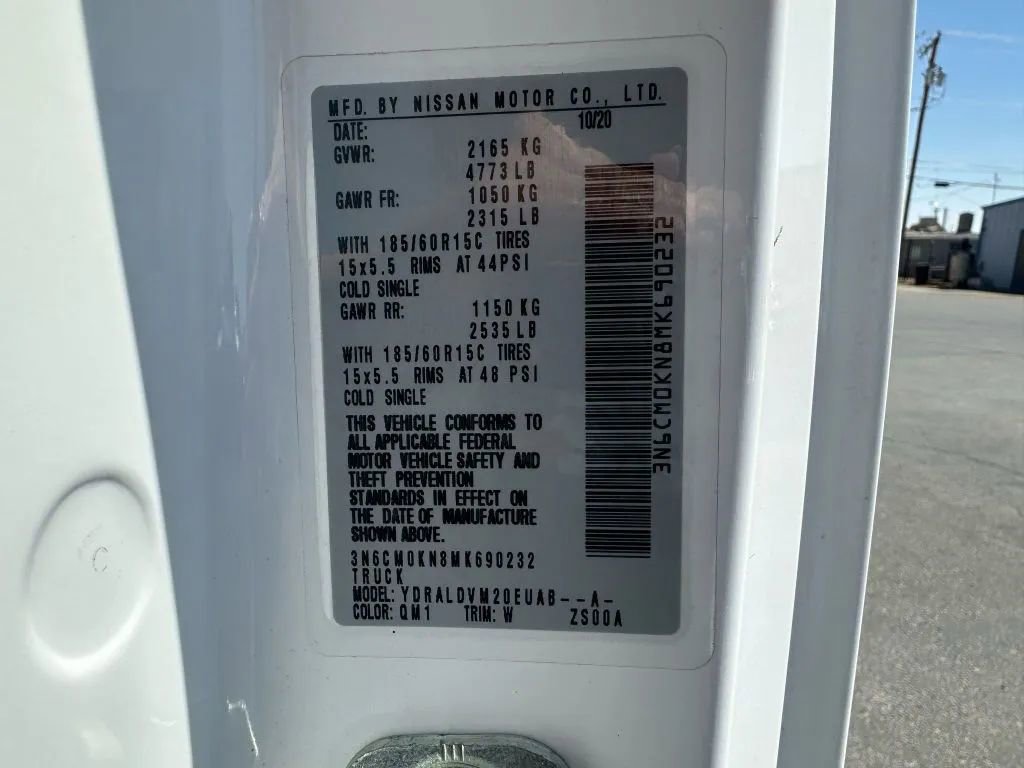 MFD. BY NISSAN MOTOR CO., LTD.
DATE: 10/20
GVWR: 2165 KG
4773 LB
GAWR FR: 1050 KG
2315 LB
WITH 185/60R15C TIRES
15x5.5 RIMS AT 44PSI
COLD SINGLE
GAWR RR: 1150 KG
2535 LB
WITH 185/60R15C TIRES
15x5.5 RIMS AT 48 PSI
COLD SINGLE
THIS VEHICLE CONFORMS TO
ALL APPLICABLE FEDERAL
MOTOR VEHICLE SAFETY AND
THEFT PREVENTION
STANDARDS IN EFFECT ON
THE DATE OF MANUFACTURE
SHOWN ABOVE.
3N6CM0KN8MK690232
TRUCK
MODEL: YDRALDVM20EUAB--A-
COLOR: QM1 TRIM: W ZS00A
3N6CM0KN8MK690232